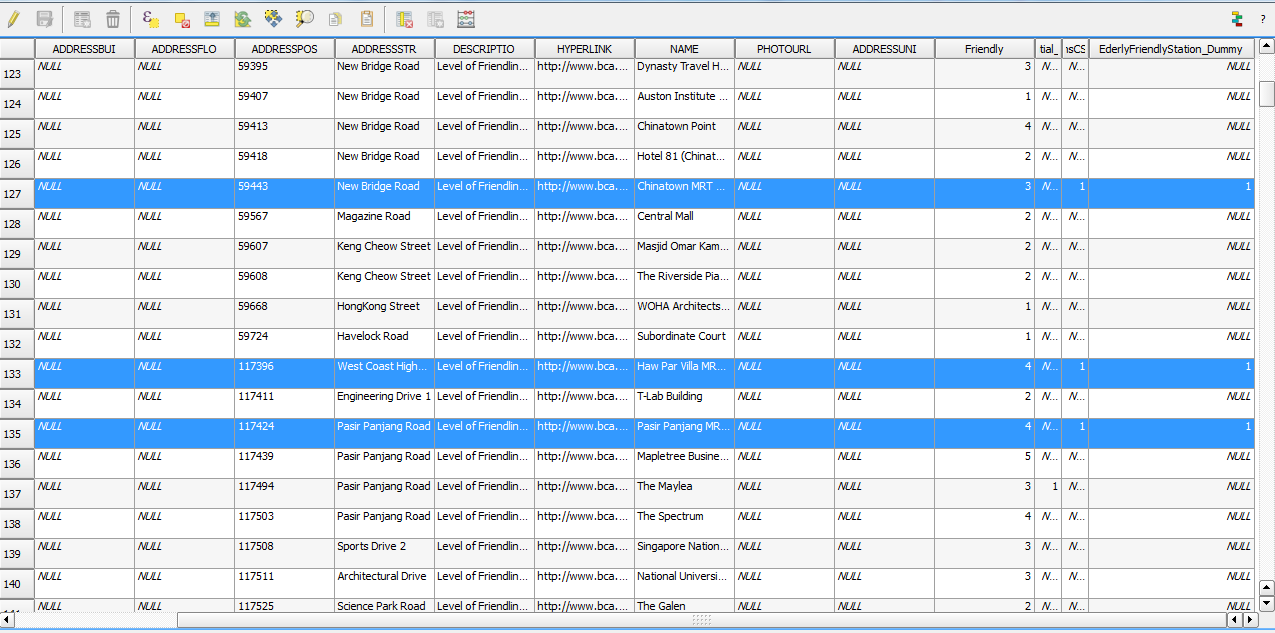 ADDRESSBUI ADDRESSFLO ADDRESSPOS ADDRESSSTR DESCRIPTIO HYPERLINK NAME PHOTOURL ADDRESSUNI Friendly tial_ ısCS EderlyFriendlyStation_Dummy
123 NULL NULL 59395 New Bridge Road Level of Friendlin... http://www.bca.... Dynasty Travel H... NULL NULL 3 N... N... NULL
124 NULL NULL 59407 New Bridge Road Level of Friendlin... http://www.bca.... Auston Institute ... NULL NULL 1 N... N... NULL
125 NULL NULL 59413 New Bridge Road Level of Friendlin... http://www.bca.... Chinatown Point NULL NULL 4 N... N... NULL
126 NULL NULL 59418 New Bridge Road Level of Friendlin... http://www.bca.... Hotel 81 (Chinat... NULL NULL 2 N... N... NULL
127 NULL NULL 59443 New Bridge Road Level of Friendlin... http://www.bca.... Chinatown MRT ... NULL NULL 3 N... 1 1
128 NULL NULL 59567 Magazine Road Level of Friendlin... http://www.bca.... Central Mall NULL NULL 2 N... N... NULL
129 NULL NULL 59607 Keng Cheow Street Level of Friendlin... http://www.bca.... Masjid Omar Kam... NULL NULL 2 N... N... NULL
130 NULL NULL 59608 Keng Cheow Street Level of Friendlin... http://www.bca.... The Riverside Pia... NULL NULL 2 N... N... NULL
131 NULL NULL 59668 HongKong Street Level of Friendlin... http://www.bca.... WOHA Architects... NULL NULL 1 N... N... NULL
132 NULL NULL 59724 Havelock Road Level of Friendlin... http://www.bca.... Subordinate Court NULL NULL 1 N... N... NULL
133 NULL NULL 117396 West Coast High... Level of Friendlin... http://www.bca.... Haw Par Villa MR... NULL NULL 4 N... 1 1
134 NULL NULL 117411 Engineering Drive 1 Level of Friendlin... http://www.bca.... T-Lab Building NULL NULL 2 N... N... NULL
135 NULL NULL 117424 Pasir Panjang Road Level of Friendlin... http://www.bca.... Pasir Panjang MR... NULL NULL 4 N... 1 1
136 NULL NULL 117439 Pasir Panjang Road Level of Friendlin... http://www.bca.... Mapletree Busine... NULL NULL 5 N... N... NULL
137 NULL NULL 117494 Pasir Panjang Road Level of Friendlin... http://www.bca.... The Maylea NULL NULL 3 1 N... NULL
138 NULL NULL 117503 Pasir Panjang Road Level of Friendlin... http://www.bca.... The Spectrum NULL NULL 4 N... N... NULL
139 NULL NULL 117508 Sports Drive 2 Level of Friendlin... http://www.bca.... Singapore Nation... NULL NULL 3 N... N... NULL
140 NULL NULL 117511 Architectural Drive Level of Friendlin... http://www.bca.... National Universi... NULL NULL 3 N... N... NULL
NULL NULL 117525 Science Park Road Level of Friendlin... http://www.bca.... The Galen NULL NULL 2 N... N... NULL